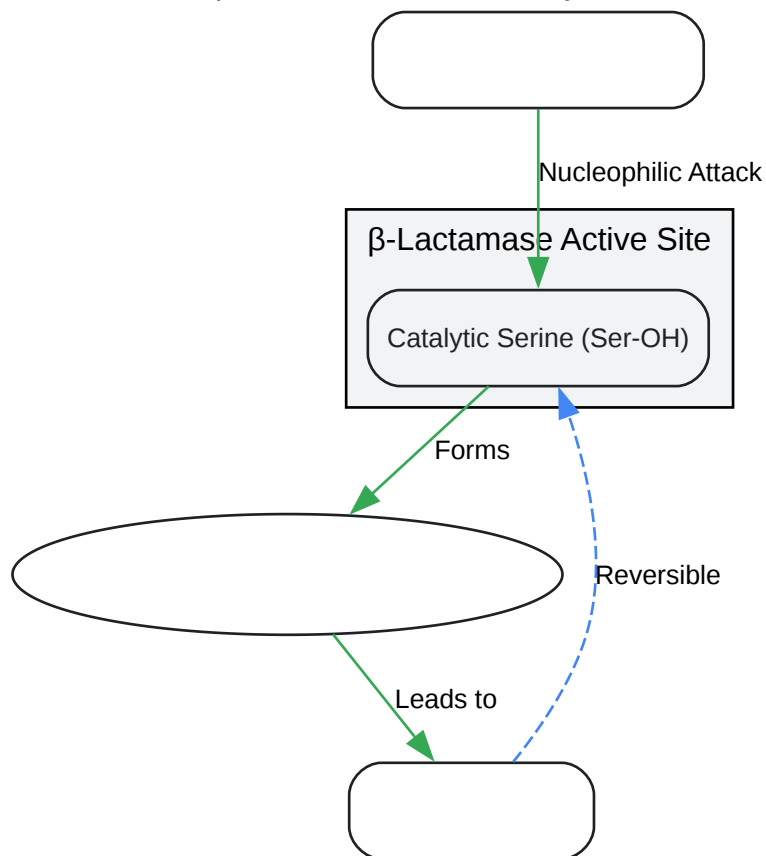 Nucleophilic Attack
β-Lactamase Active Site
Catalytic Serine (Ser-OH)
Forms
Reversible
Leads to